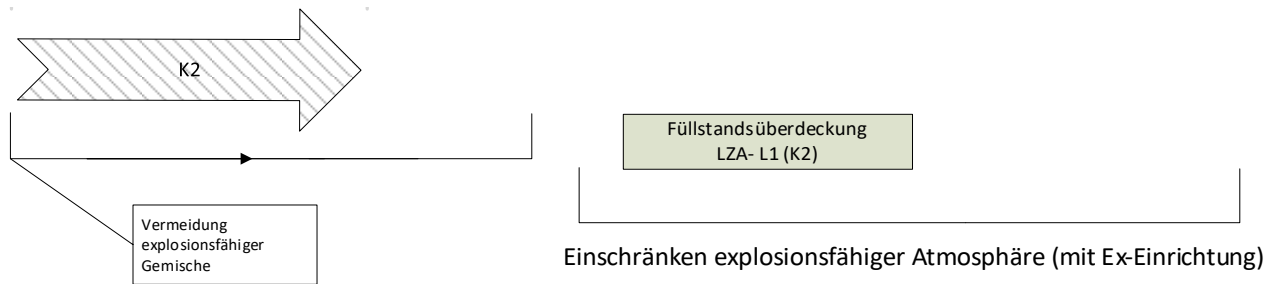 K2
Vermeidung
explosionsfähiger
Gemische
Füllstandsüberdeckung
LZA- L1 (K2)
Einschränken explosionsfähiger Atmosphäre (mit Ex-Einrichtung)